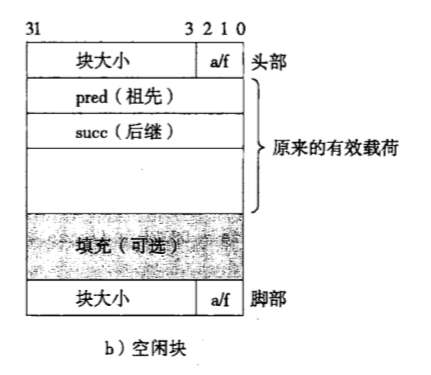 31 3 2 1 0
块大小 a/f 头部
pred（祖先）
succ（后继）
原来的有效载荷
填充（可选）
块大小 a/f 脚部
b）空闲块